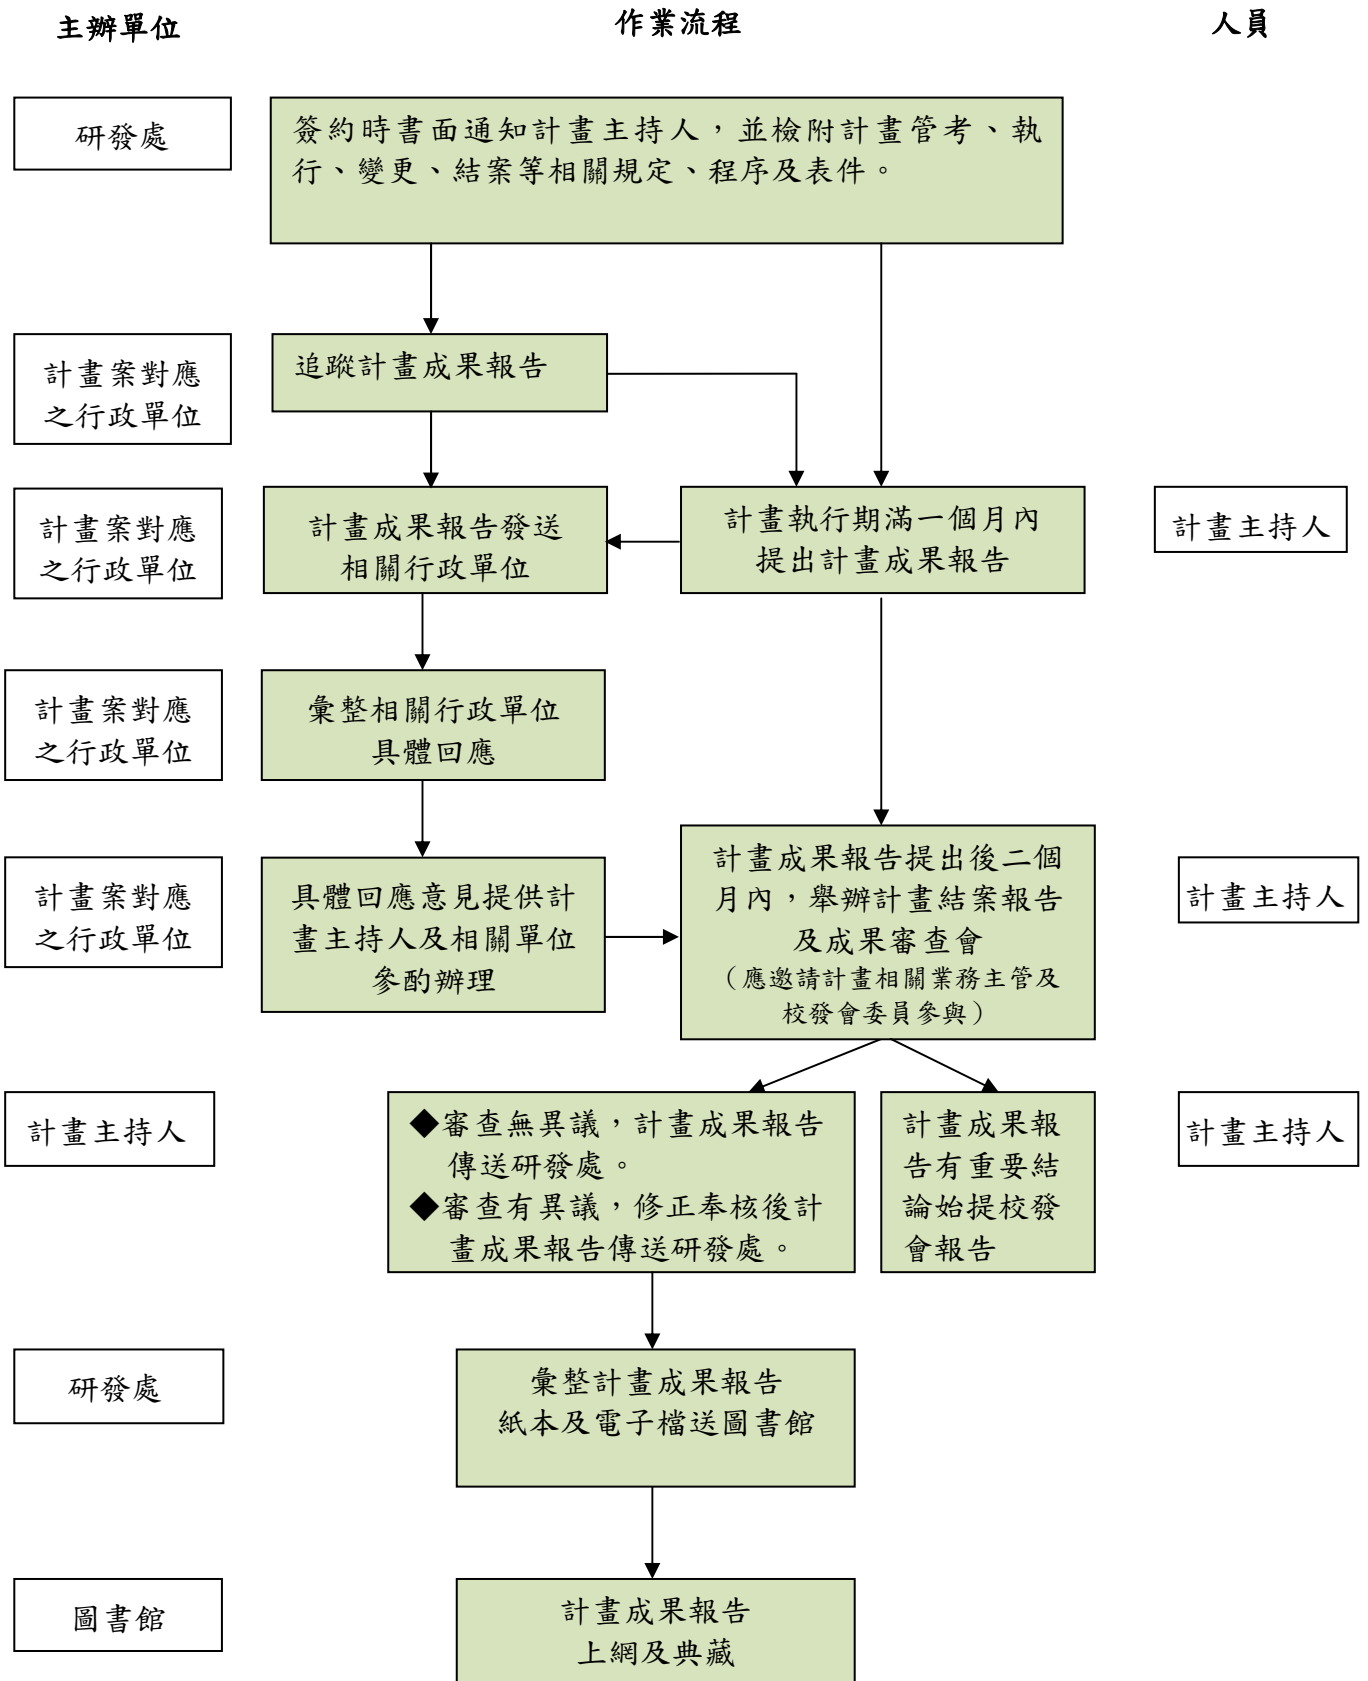 主辦單位
作業流程
人員
研發處
簽約時書面通知計畫主持人，並檢附計畫管考、執
行、變更、結案等相關規定、程序及表件。
計畫案對應
之行政單位
追蹤計畫成果報告
計畫案對應
之行政單位
計畫成果報告發送
相關行政單位
計畫執行期滿一個月內
提出計畫成果報告
計畫主持人
計畫案對應
之行政單位
彙整相關行政單位
具體回應
計畫案對應
之行政單位
具體回應意見提供計
畫主持人及相關單位
參酌辦理
計畫成果報告提出後二個
月內，舉辦計畫結案報告
及成果審查會
（應邀請計畫相關業務主管及
校發會委員參與）
計畫主持人
計畫主持人
◆審查無異議，計畫成果報告
傳送研發處。
◆審查有異議，修正奉核後計
畫成果報告傳送研發處。
計畫成果報
告有重要結
論始提校發
會報告
計畫主持人
研發處
彙整計畫成果報告
紙本及電子檔送圖書館
圖書館
計畫成果報告
上網及典藏